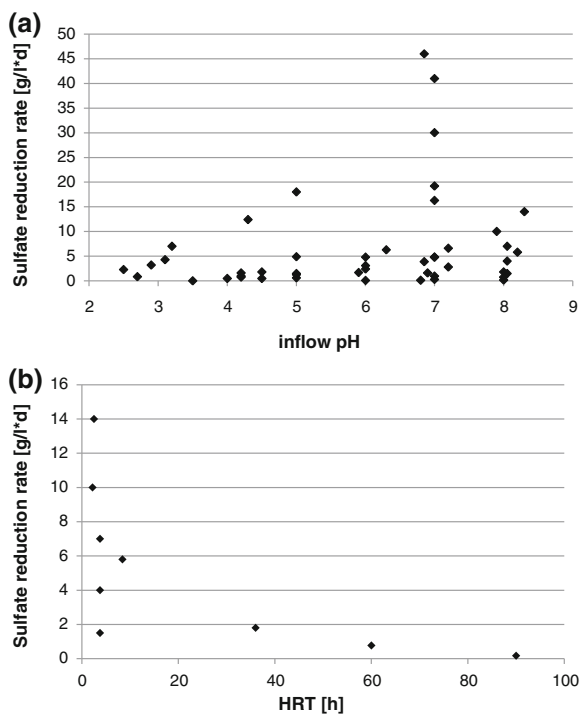 (a)
Sulfate reduction rate [g/l*d]
50
45
40
35
30
25
20
15
10
5
0
2 3 4 5 6 7 8 9
inflow pH
(b)
Sulfate reduction rate [g/l*d]
16
14
12
10
8
6
4
2
0
0 20 40 60 80 100
HRT [h]